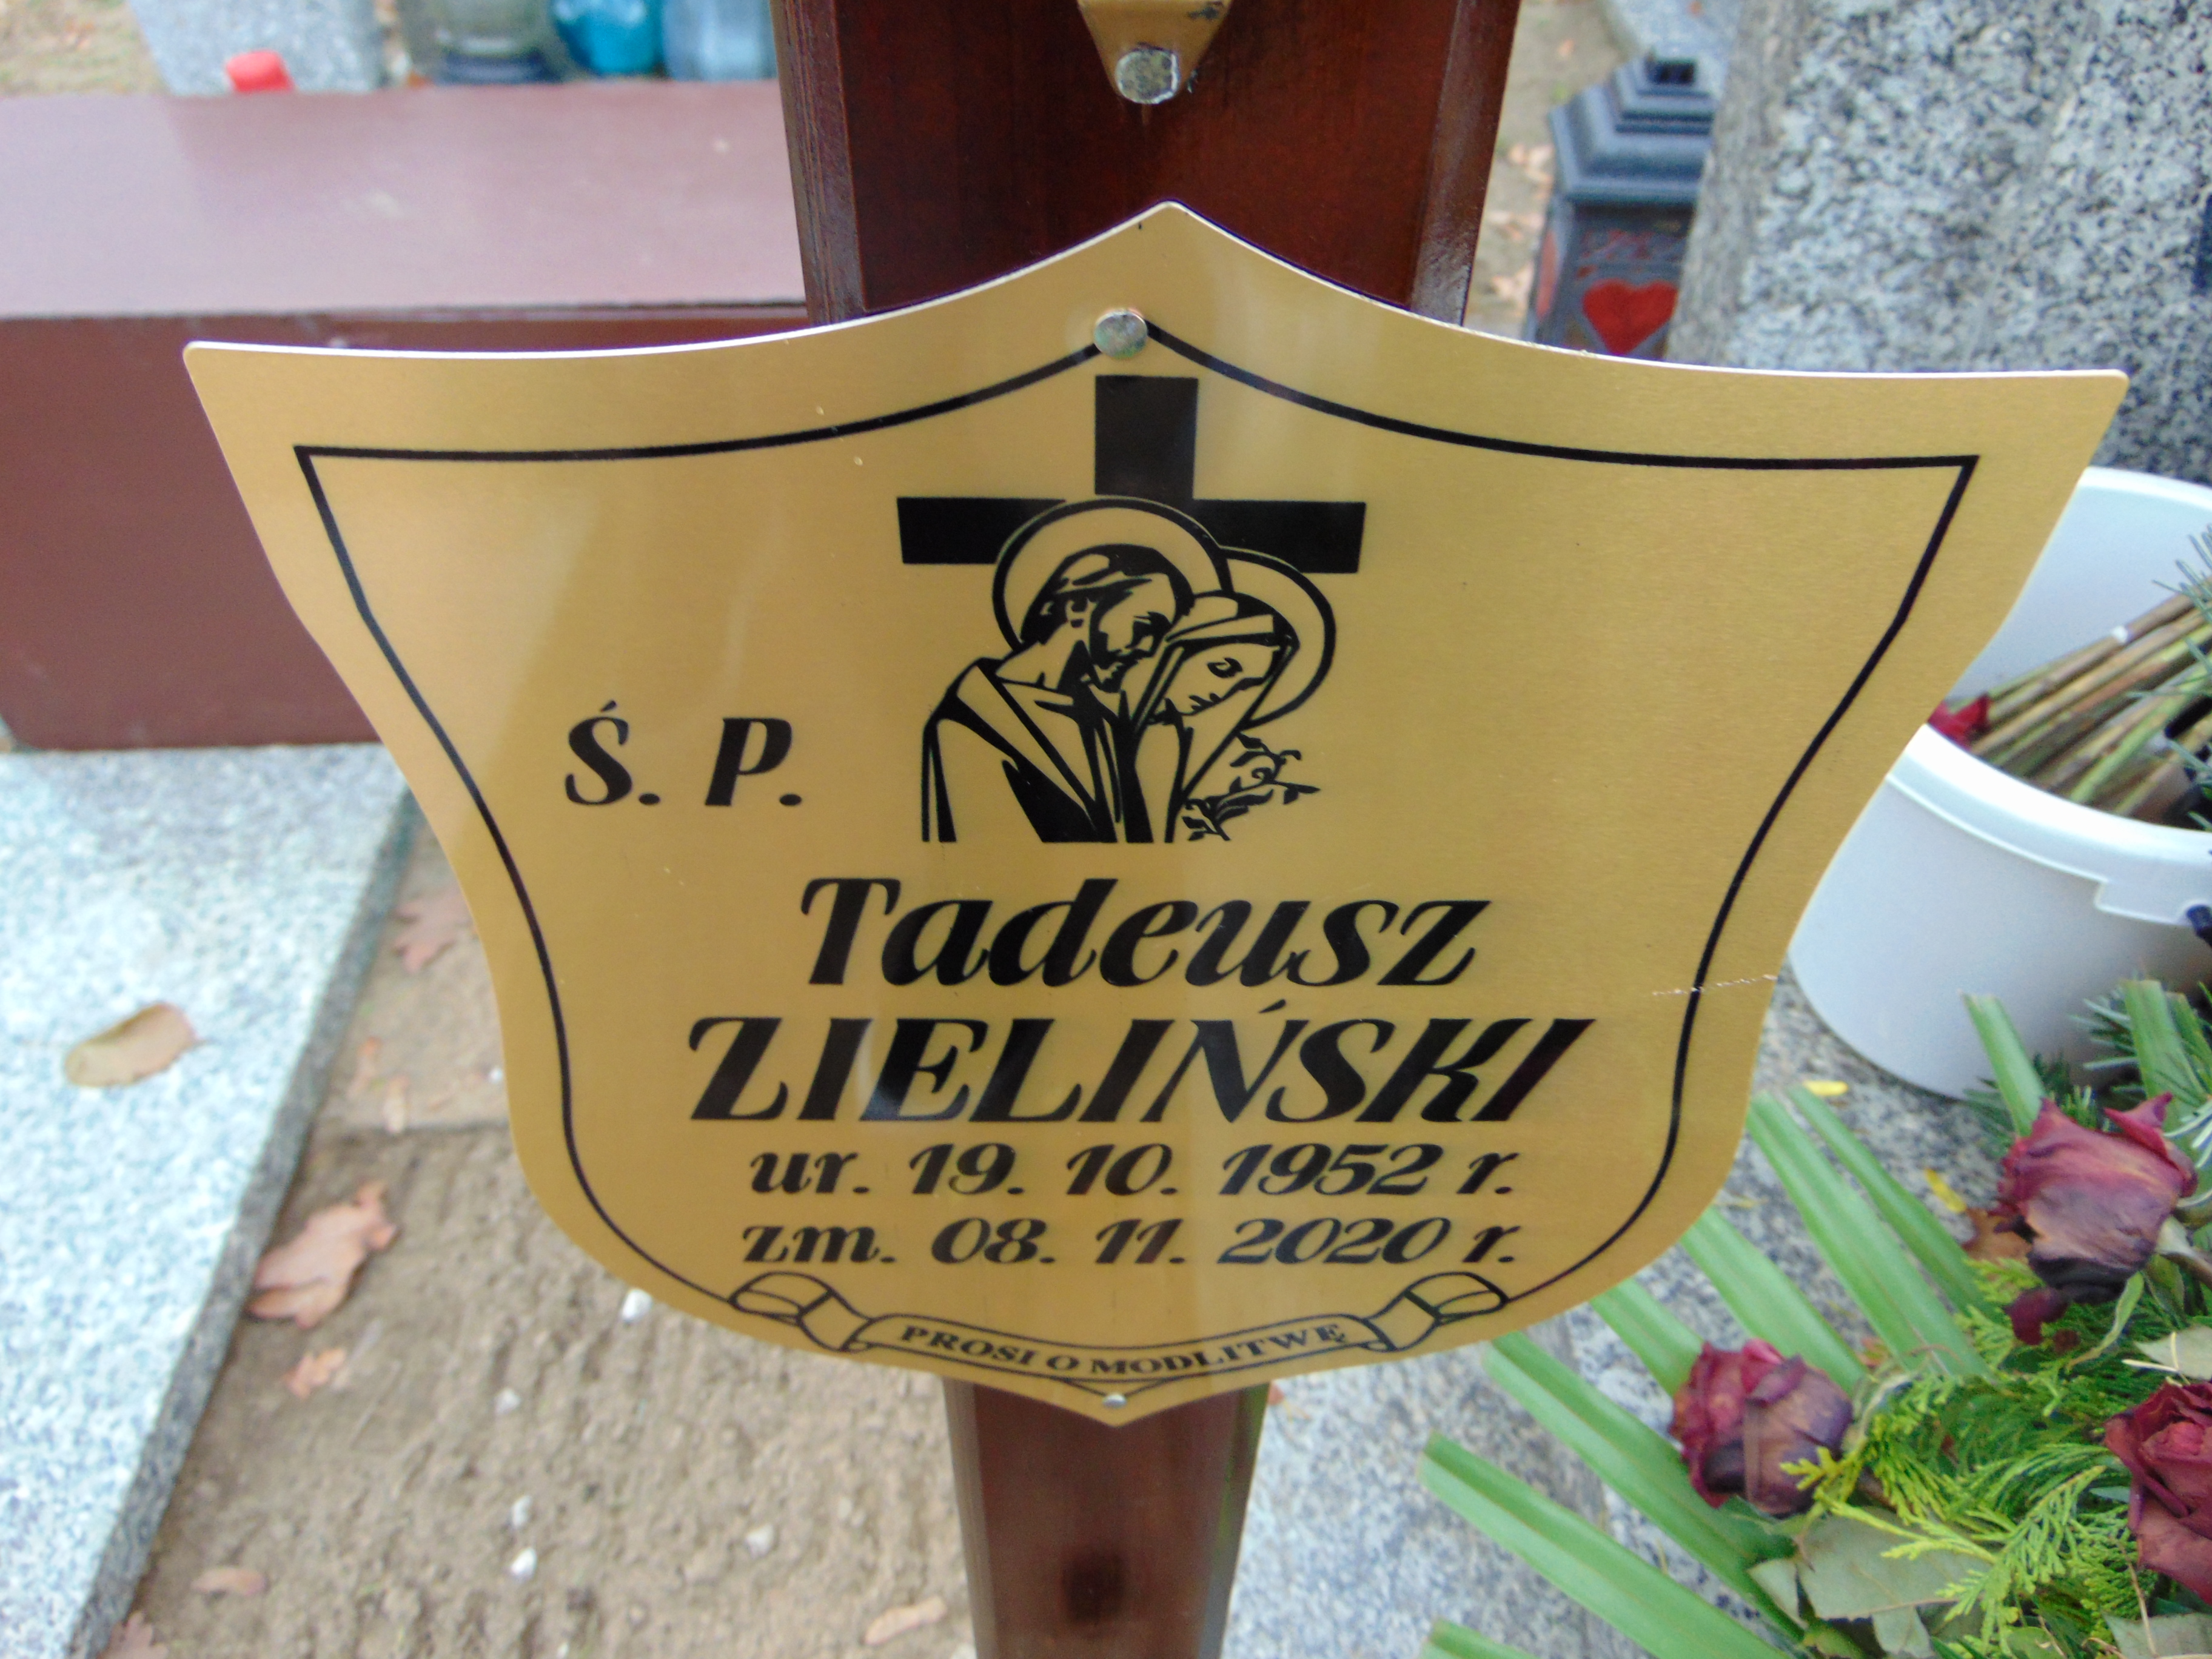 Ś. P.
Tadeusz
ZIELIŃSKI
ur. 19. 10. 1952 r.
zm. 08. 11. 2020 r.
PROSI O MODLITWĘ